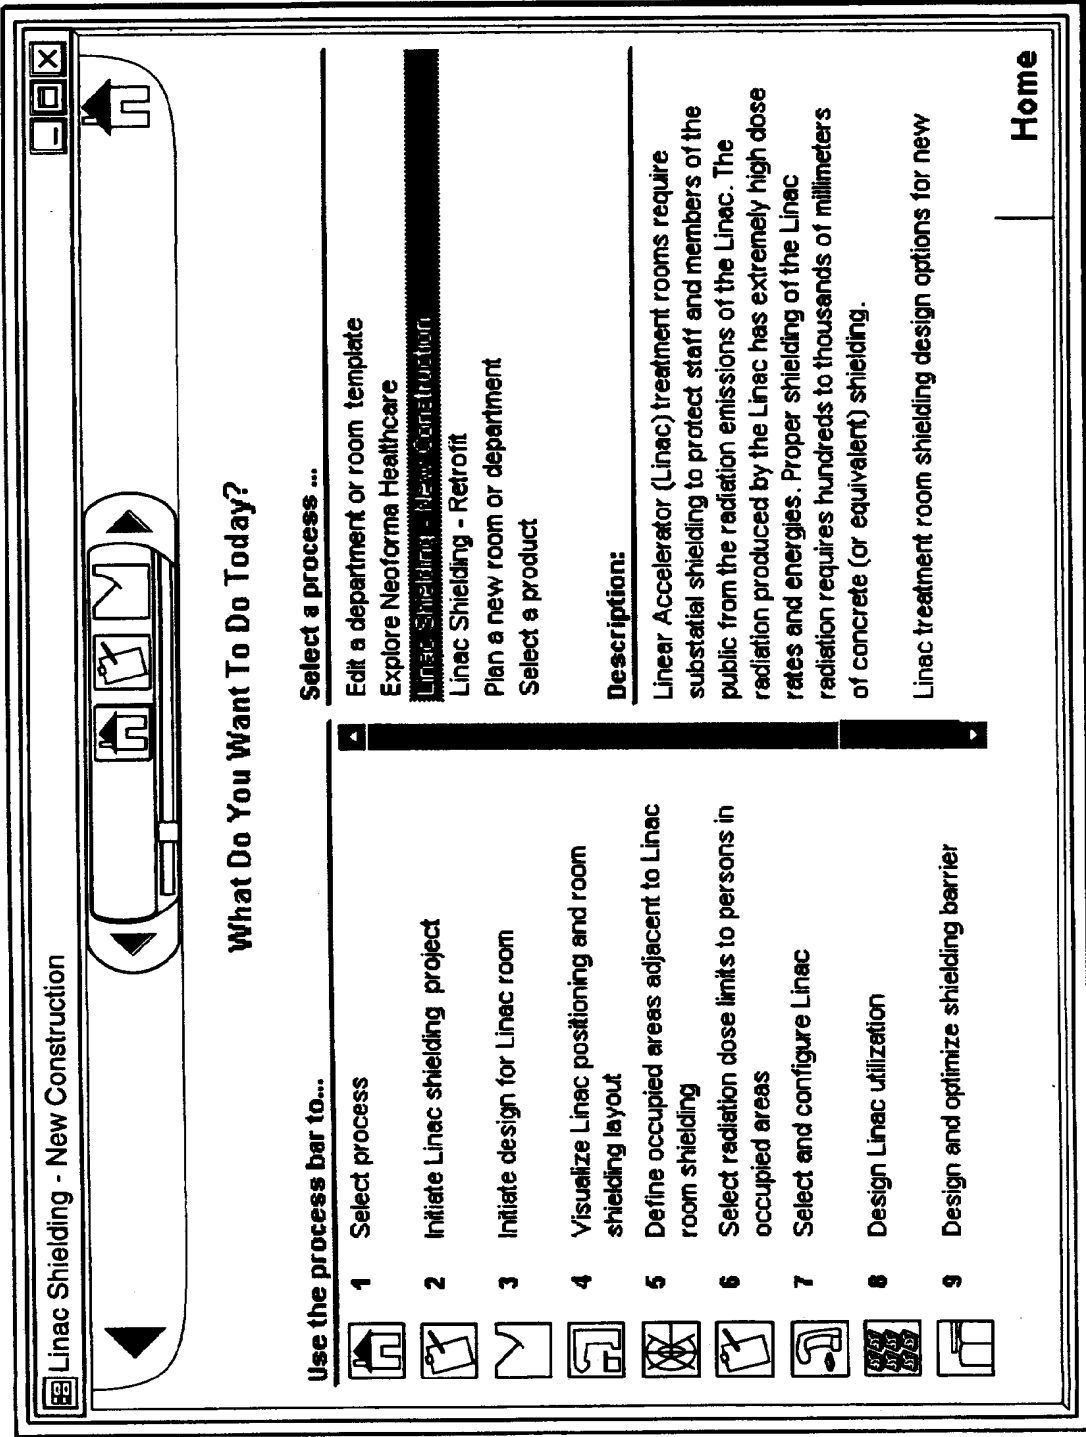 Linac Shielding - New Construction
What Do You Want To Do Today?
Use the process bar to...
1 Select process
2 Initiate Linac shielding project
3 Initiate design for Linac room
4 Visualize Linac positioning and room
shielding layout
5 Define occupied areas adjacent to Linac
room shielding
6 Select radiation dose limits to persons in
occupied areas
7 Select and configure Linac
8 Design Linac utilization
9 Design and optimize shielding barrier
Select a process ...
Edit a department or room template
Explore Neoforma Healthcare
Linac Shielding - New Construction
Linac Shielding - Retrofit
Plan a new room or department
Select a product
Description:
Linear Accelerator (Linac) treatment rooms require
substatial shielding to protect staff and members of the
public from the radiation emissions of the Linac. The
radiation produced by the Linac has extremely high dose
rates and energies. Proper shielding of the Linac
radiation requires hundreds to thousands of millimeters
of concrete (or equivalent) shielding.
Linac treatment room shielding design options for new
Home